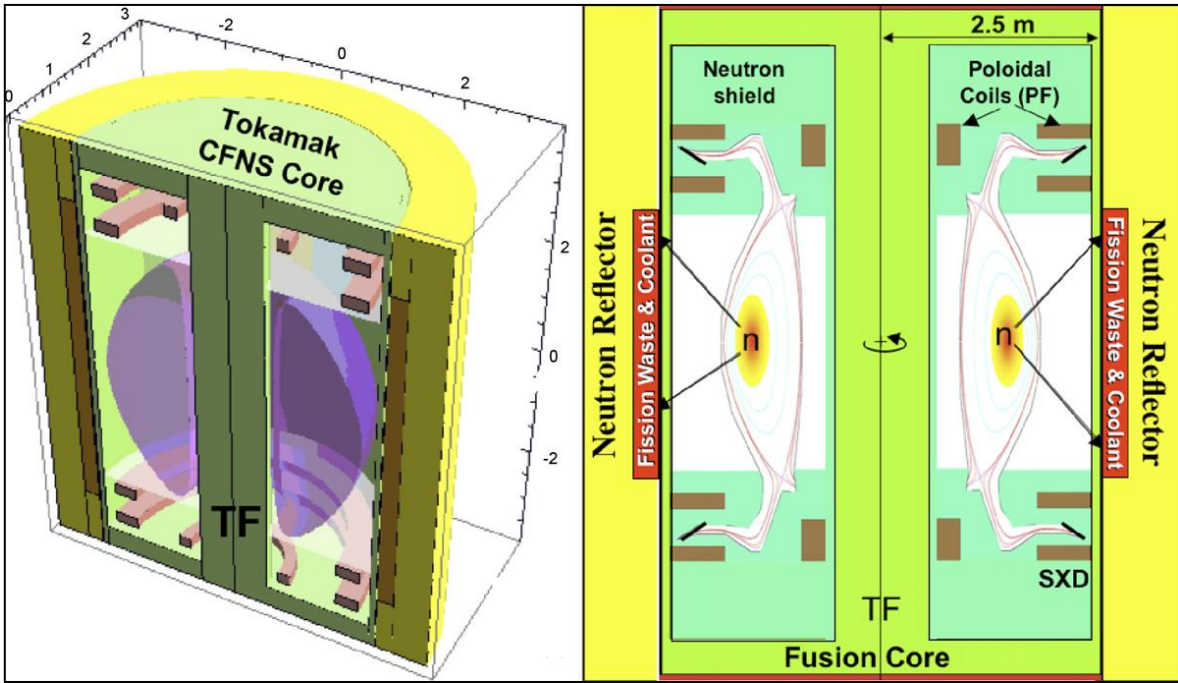 3
2
1
0
-2
0
2
2
0
-2
Tokamak
CFNS Core
TF
2.5 m
Neutron
shield
Poloidal
Coils (PF)
Neutron Reflector
Fission Waste & Coolant
n
n
Fission Waste & Coolant
Neutron Reflector
SXD
TF
Fusion Core